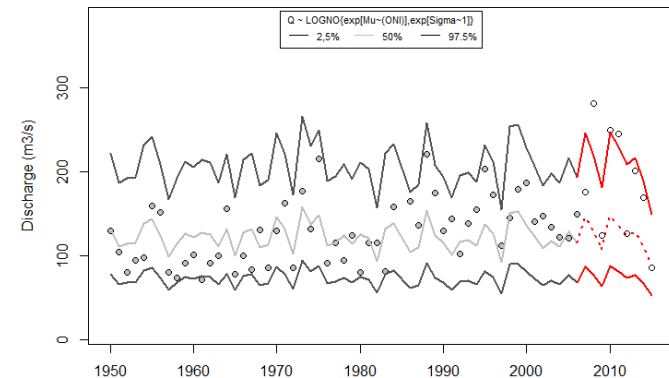 Q ~ LOGNO{exp[Mu~(ONI)],exp[Sigma~1]}
2,5% 50% 97.5%
Discharge (m3/s)
300
200
100
0
1950 1960 1970 1980 1990 2000 2010